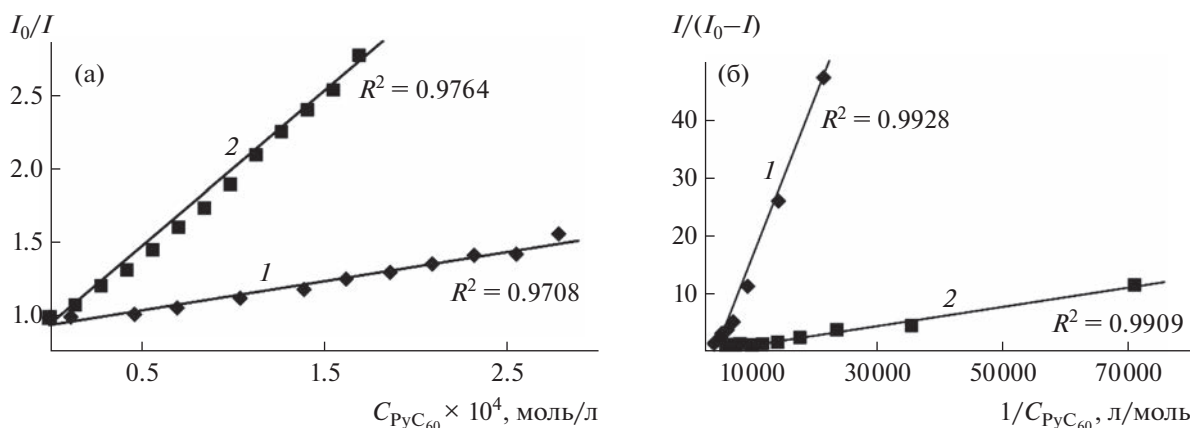 I₀/I
(а)
2.5
2.0
1.5
1.0
2
R² = 0.9764
1
R² = 0.9708
0.5
1.5
2.5
C_PyC₆₀ × 10⁴, моль/л
I/(I₀–I)
(б)
40
30
20
10
1
R² = 0.9928
2
R² = 0.9909
10000
30000
50000
70000
1/C_PyC₆₀, л/моль